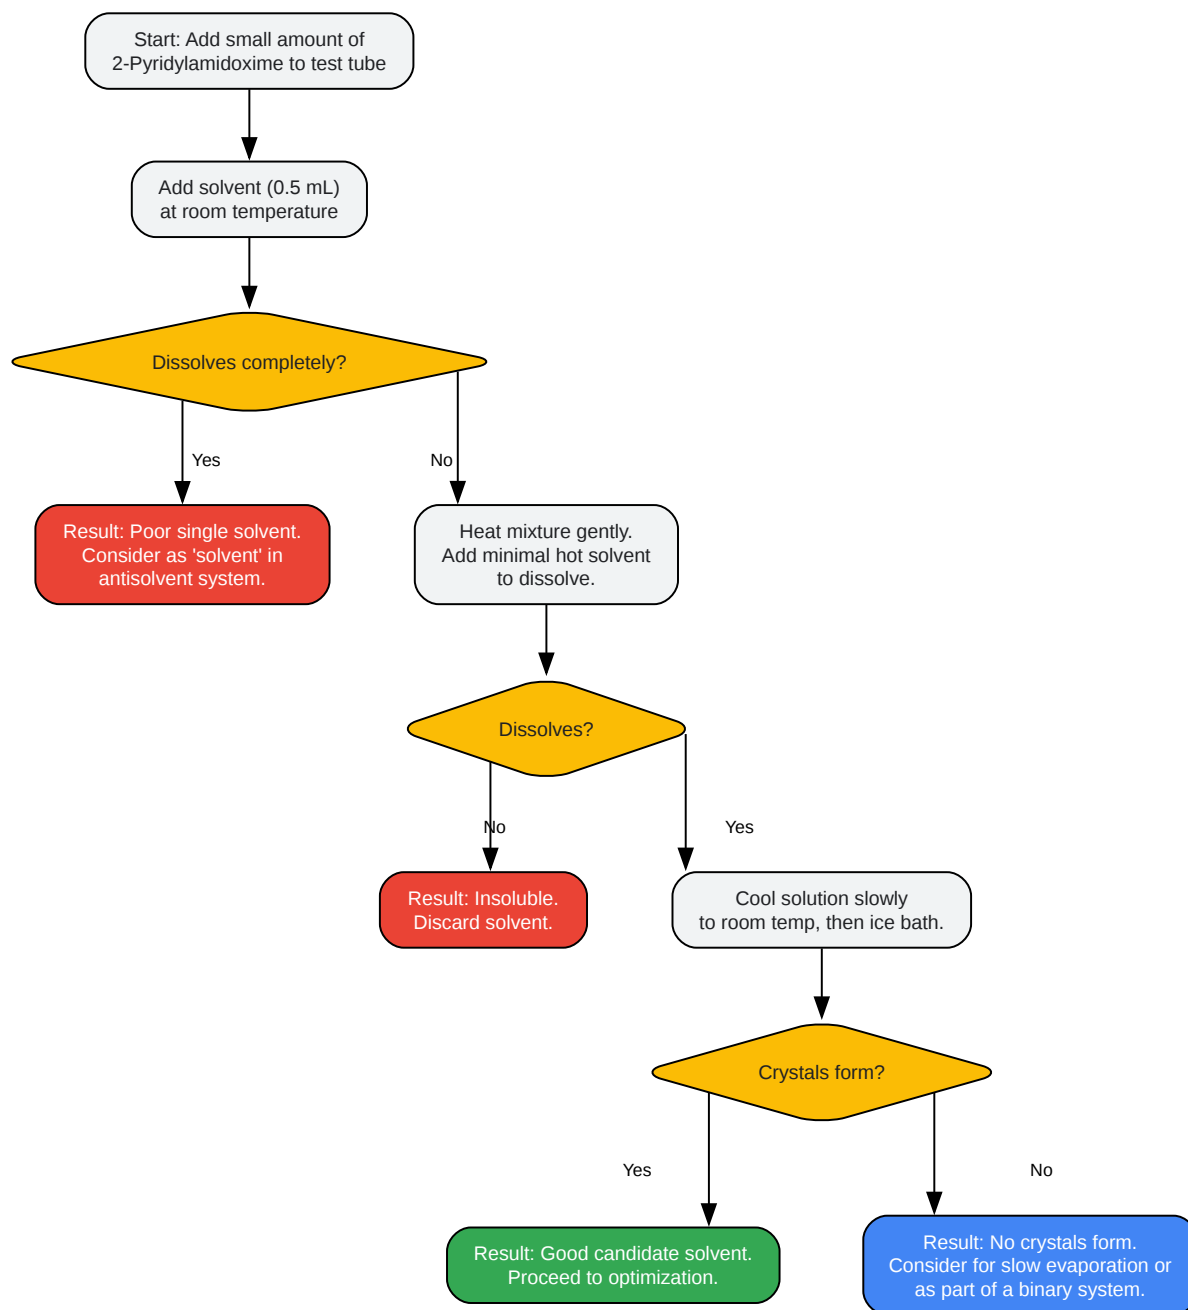 Start: Add small amount of
2-Pyridylamidoxime to test tube
Add solvent (0.5 mL)
at room temperature
Dissolves completely?
Yes
No
Result: Poor single solvent.
Consider as 'solvent' in
antisolvent system.
Heat mixture gently.
Add minimal hot solvent
to dissolve.
Dissolves?
No
Yes
Result: Insoluble.
Discard solvent.
Cool solution slowly
to room temp, then ice bath.
Crystals form?
Yes
No
Result: Good candidate solvent.
Proceed to optimization.
Result: No crystals form.
Consider for slow evaporation or
as part of a binary system.